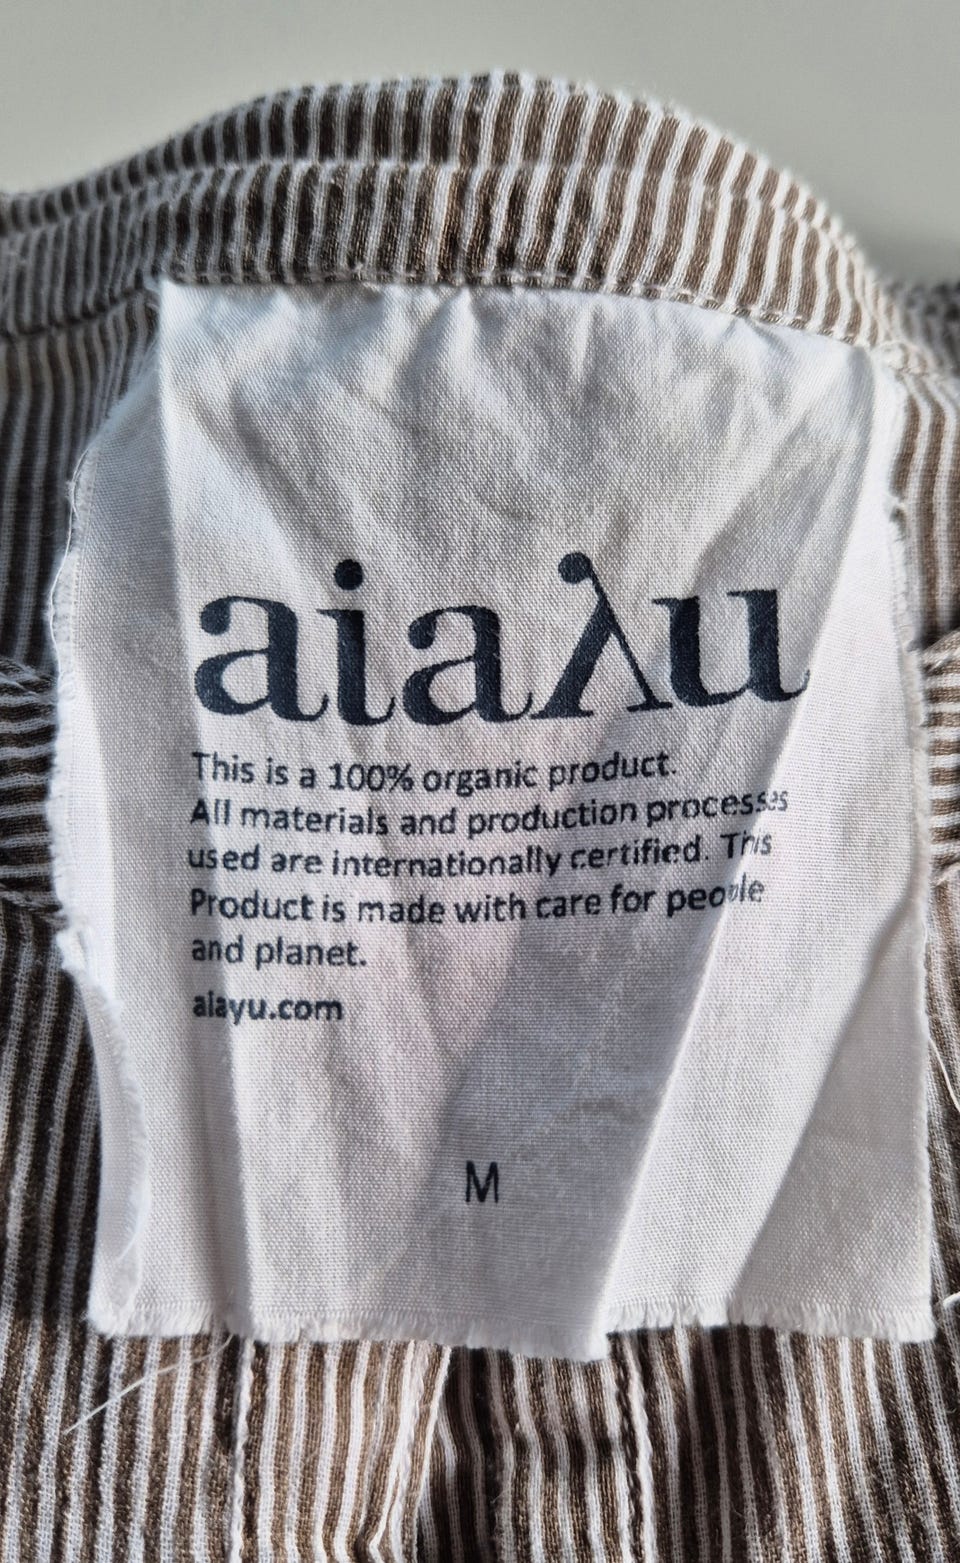 aiaλu
This is a 100% organic product.
All materials and production processes
used are internationally certified. This
Product is made with care for people
and planet.
aiayu.com
M